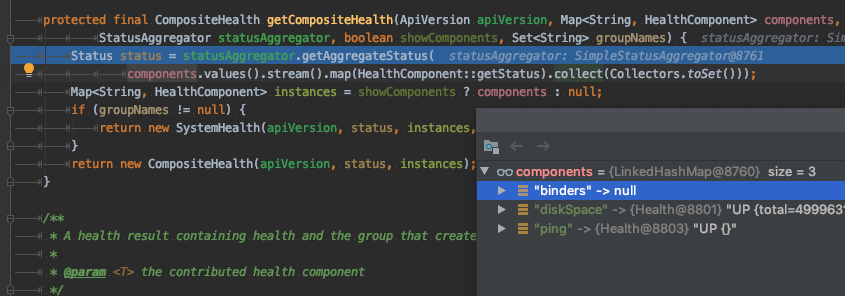 protected final CompositeHealth getCompositeHealth(ApiVersion apiVersion, Map<String, HealthComponent> components,
StatusAggregator statusAggregator, boolean showComponents, Set<String> groupNames) { statusAggregator: Sim
Status status = statusAggregator.getAggregateStatus( statusAggregator: SimpleStatusAggregator@8761
components.values().stream().map(HealthComponent::getStatus).collect(Collectors.toSet()));
Map<String, HealthComponent> instances = showComponents ? components : null;
if (groupNames != null) {
return new SystemHealth(apiVersion, status, instances,
}
return new CompositeHealth(apiVersion, status, instances);
}
/**
* A health result containing health and the group that create
*
* @param <T> the contributed health component
*/
components = {LinkedHashMap@8760} size = 3
"binders" -> null
"diskSpace" -> {Health@8801} "UP {total=4999631
"ping" -> {Health@8803} "UP {}"